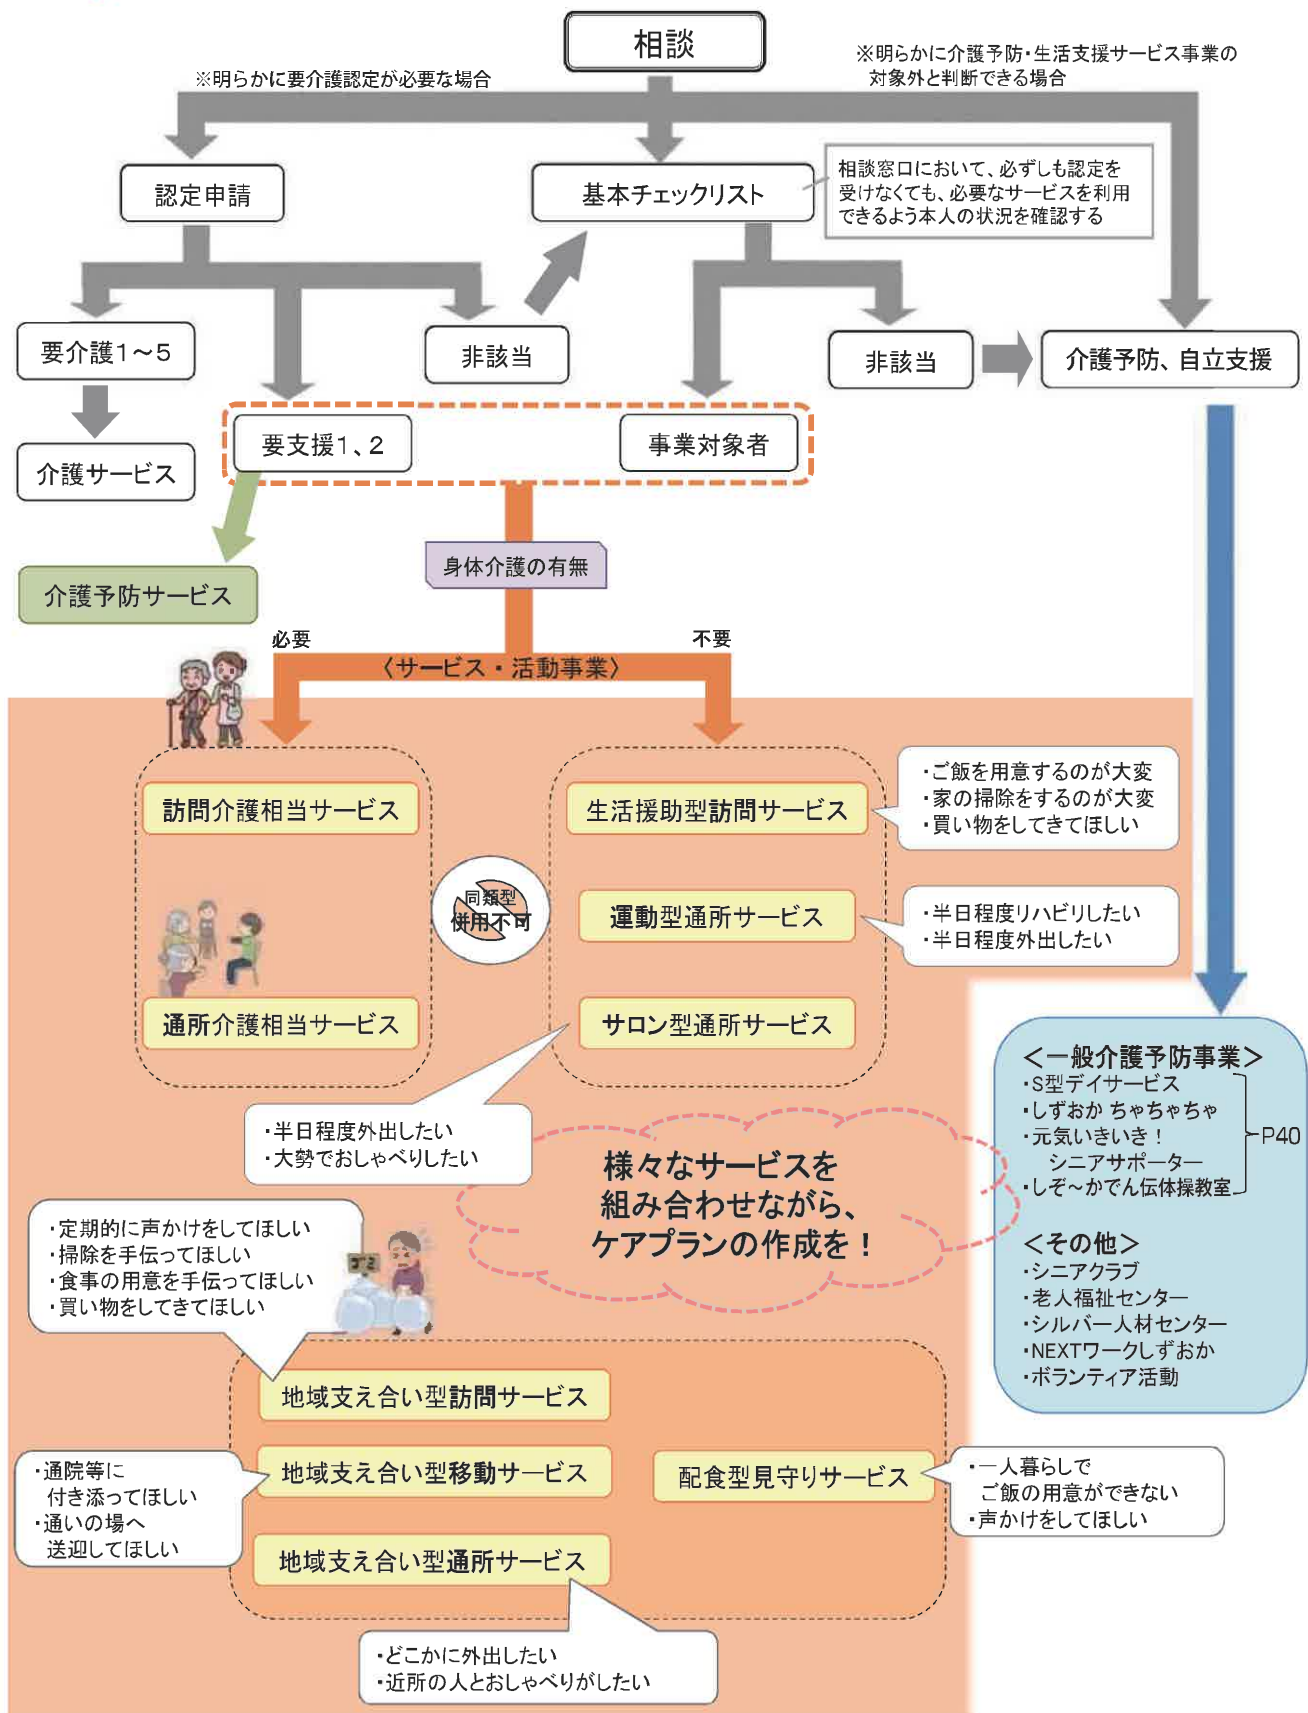 相談
※明らかに要介護認定が必要な場合
※明らかに介護予防・生活支援サービス事業の
対象外と判断できる場合
認定申請
基本チェックリスト
相談窓口において、必ずしも認定を
受けなくても、必要なサービスを利用
できるよう本人の状況を確認する
要介護1～5
非該当
非該当
介護予防、自立支援
介護サービス
要支援1、2
事業対象者
介護予防サービス
身体介護の有無
必要
不要
〈サービス・活動事業〉
訪問介護相当サービス
生活援助型訪問サービス
・ご飯を用意するのが大変
・家の掃除をするのが大変
・買い物をしてきてほしい
同類型
併用不可
運動型通所サービス
・半日程度リハビリしたい
・半日程度外出したい
通所介護相当サービス
サロン型通所サービス
・半日程度外出したい
・大勢でおしゃべりしたい
＜一般介護予防事業＞
・S型デイサービス
・しずおか ちゃちゃちゃ
・元気いきいき！
シニアサポーター
・しぞ～かでん伝体操教室
P40
＜その他＞
・シニアクラブ
・老人福祉センター
・シルバー人材センター
・NEXTワークしずおか
・ボランティア活動
様々なサービスを
組み合わせながら、
ケアプランの作成を！
・定期的に声かけをしてほしい
・掃除を手伝ってほしい
・食事の用意を手伝ってほしい
・買い物をしてきてほしい
ゴミ
地域支え合い型訪問サービス
・通院等に
付き添ってほしい
・通いの場へ
送迎してほしい
地域支え合い型移動サービス
配食型見守りサービス
・一人暮らしで
ご飯の用意ができない
・声かけをしてほしい
地域支え合い型通所サービス
・どこかに外出したい
・近所の人とおしゃべりがしたい